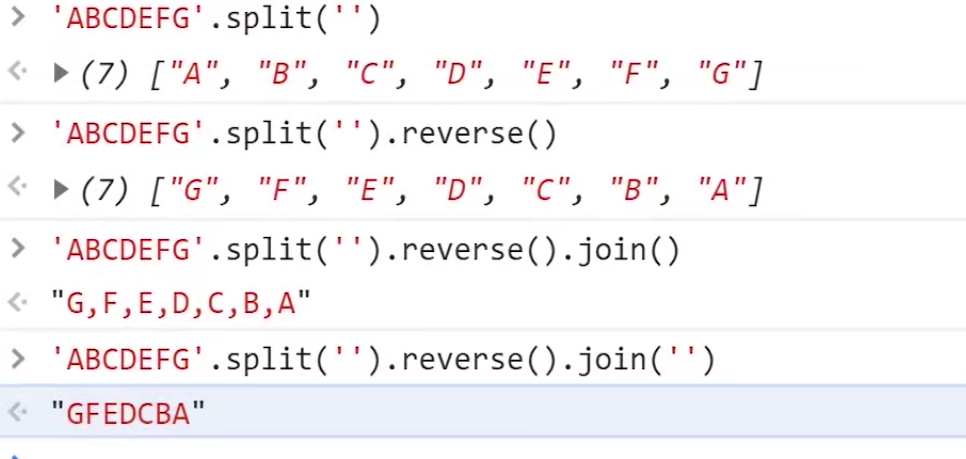 > 'ABCDEFG'.split('')
(7) ["A", "B", "C", "D", "E", "F", "G"]
> 'ABCDEFG'.split('').reverse()
(7) ["G", "F", "E", "D", "C", "B", "A"]
> 'ABCDEFG'.split('').reverse().join()
"G,F,E,D,C,B,A"
> 'ABCDEFG'.split('').reverse().join('')
"GFEDCBA"